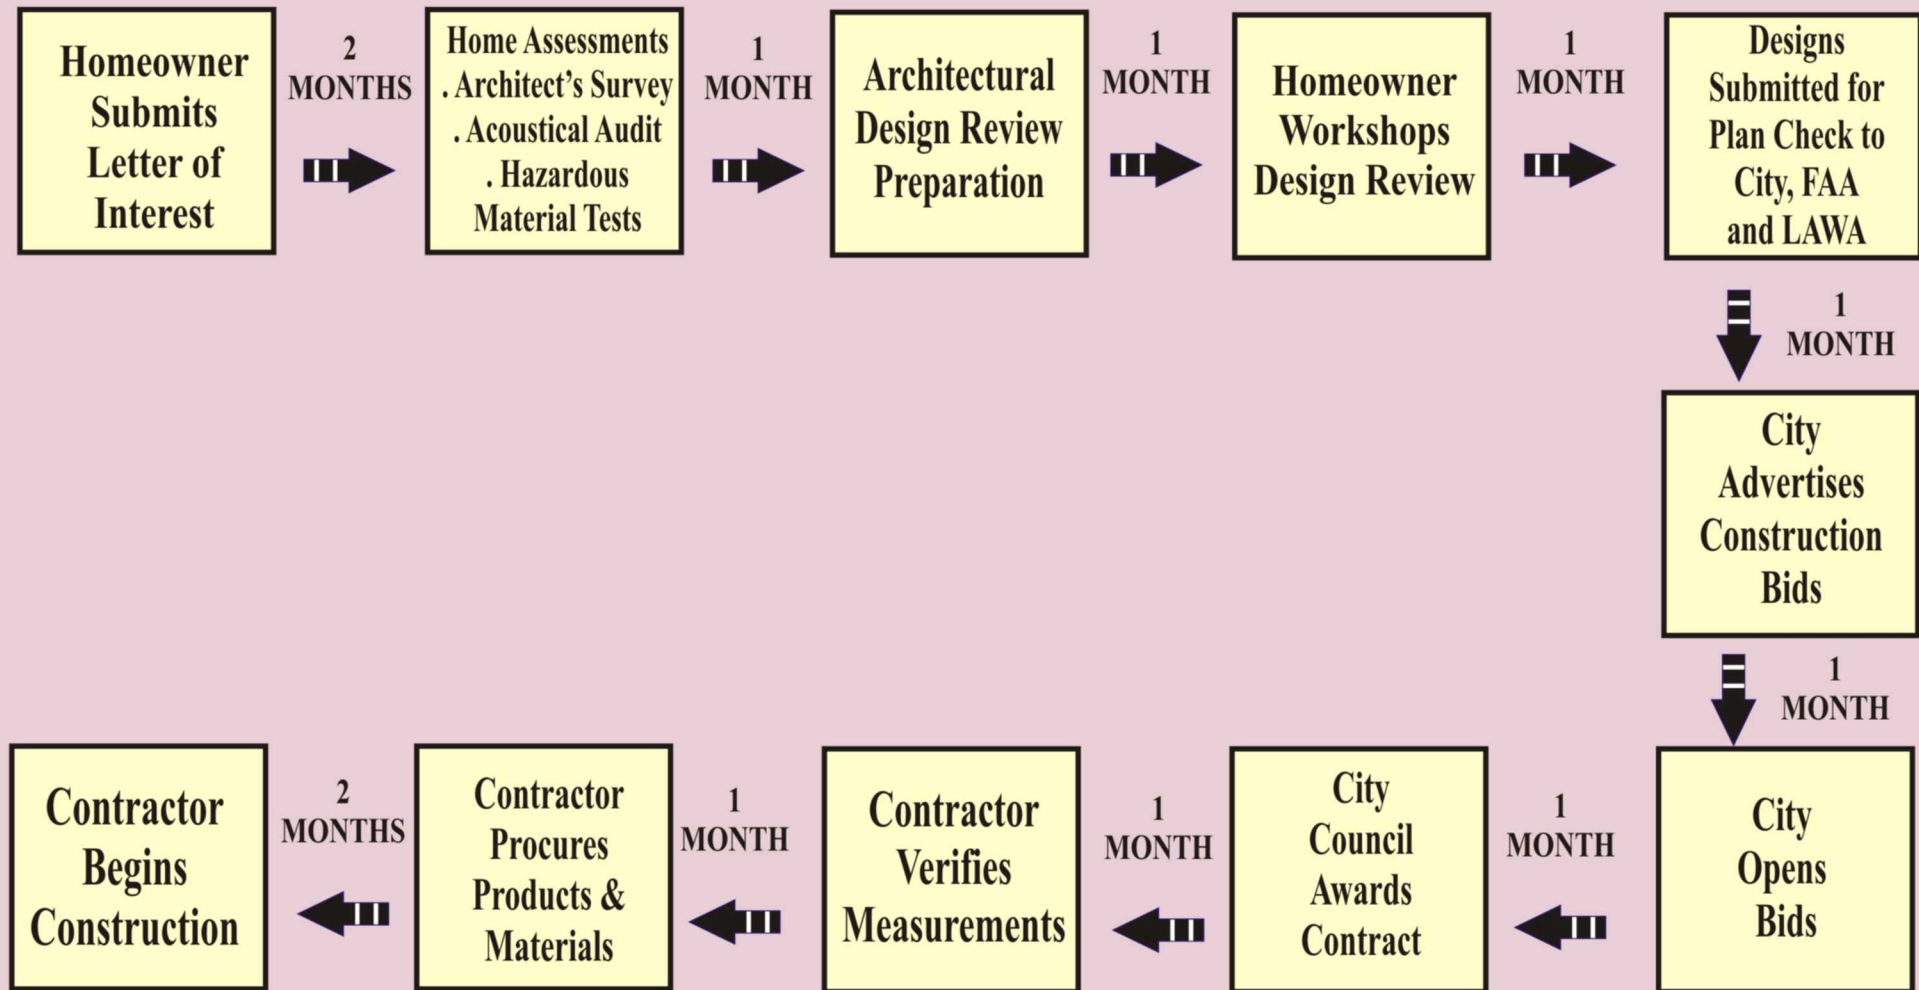 Homeowner
Submits
Letter of
Interest
2
MONTHS
Home Assessments
. Architect's Survey
. Acoustical Audit
. Hazardous
Material Tests
1
MONTH
Architectural
Design Review
Preparation
1
MONTH
Homeowner
Workshops
Design Review
1
MONTH
Designs
Submitted for
Plan Check to
City, FAA
and LAWA
1
MONTH
City
Advertises
Construction
Bids
1
MONTH
City
Opens
Bids
1
MONTH
City
Council
Awards
Contract
1
MONTH
Contractor
Verifies
Measurements
1
MONTH
Contractor
Procures
Products &
Materials
2
MONTHS
Contractor
Begins
Construction